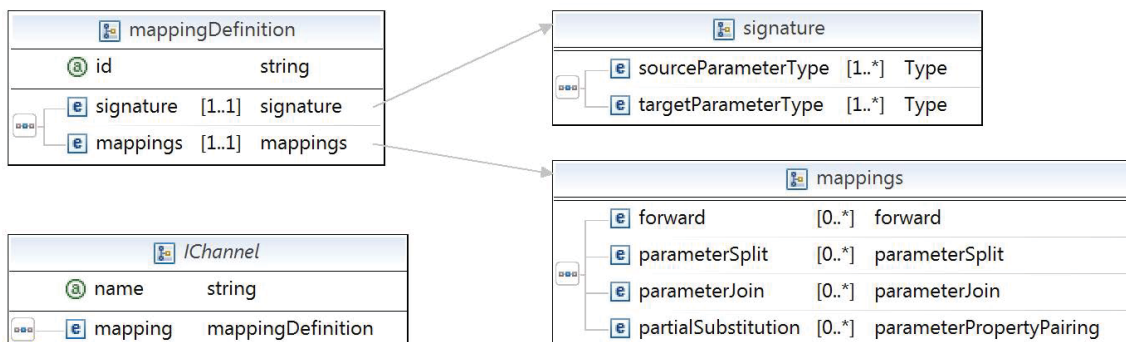 mappingDefinition
id string
signature [1..1] signature
mappings [1..1] mappings
signature
sourceParameterType [1..*] Type
targetParameterType [1..*] Type
mappings
forward [0..*] forward
parameterSplit [0..*] parameterSplit
parameterJoin [0..*] parameterJoin
partialSubstitution [0..*] parameterPropertyPairing
IChannel
name string
mapping mappingDefinition